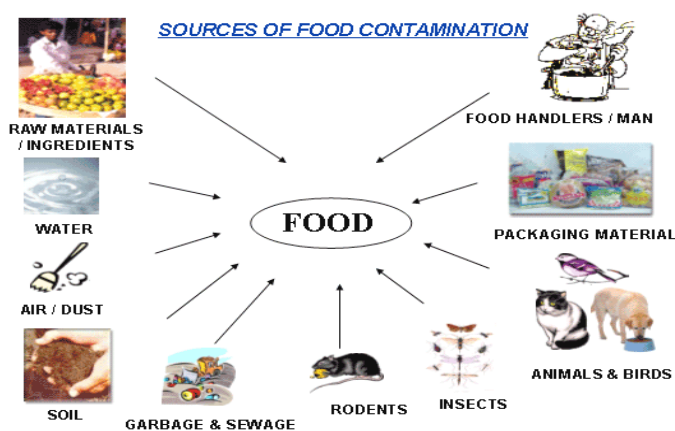 SOURCES OF FOOD CONTAMINATION
RAW MATERIALS
/ INGREDIENTS
FOOD HANDLERS / MAN
WATER
FOOD
PACKAGING MATERIAL
AIR / DUST
SOIL
GARBAGE & SEWAGE
RODENTS
INSECTS
ANIMALS & BIRDS